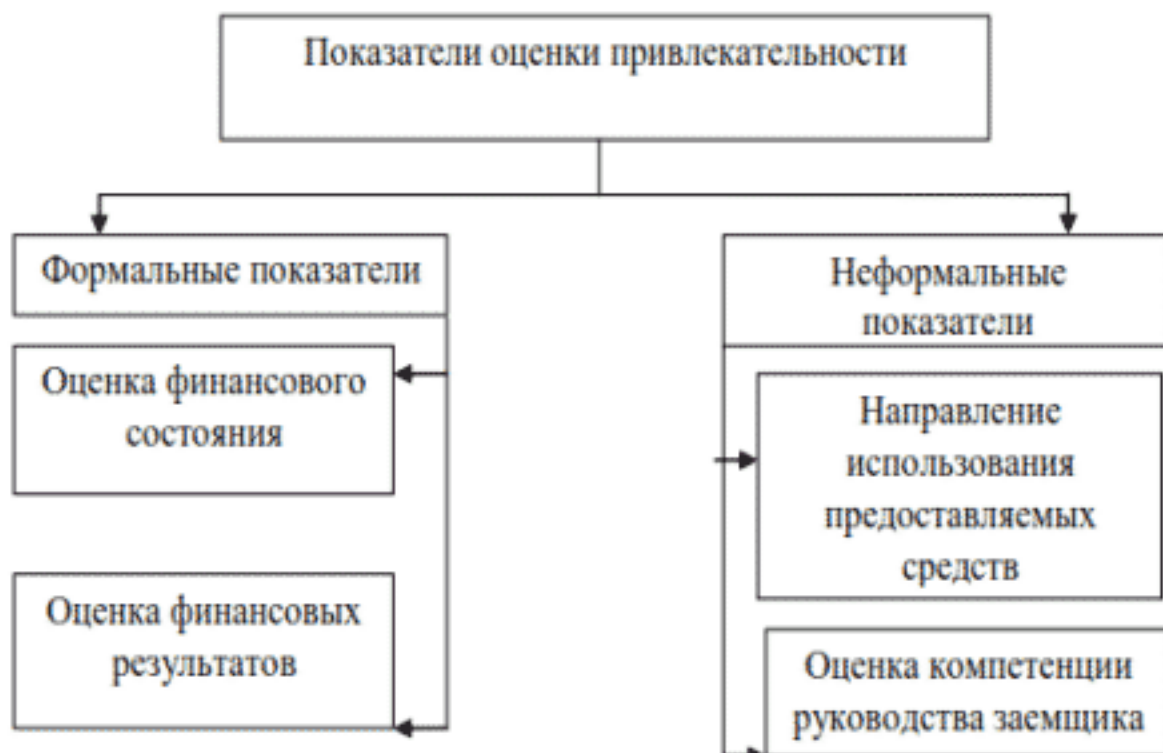 Показатели оценки привлекательности
Формальные показатели
Оценка финансового
состояния
Оценка финансовых
результатов
Неформальные
показатели
Направление
использования
предоставляемых
средств
Оценка компетенции
руководства заемщика